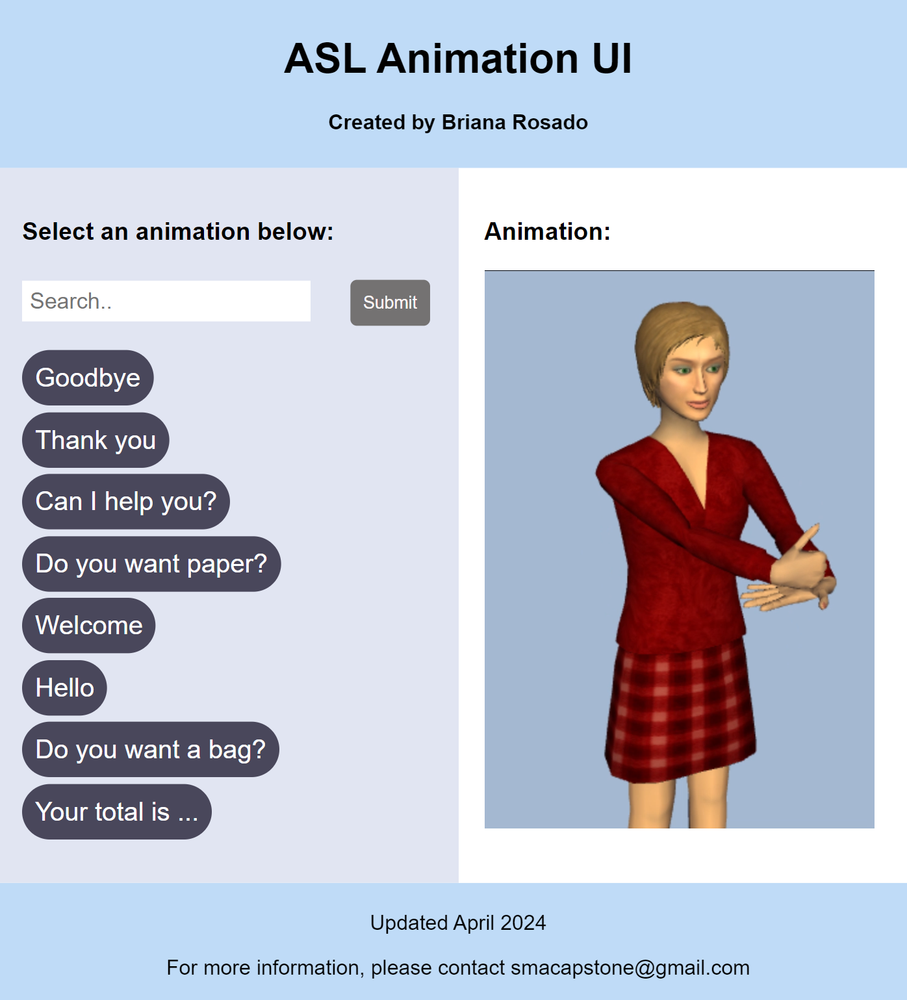 ASL Animation UI
Created by Briana Rosado
Select an animation below:
Search..
Submit
Goodbye
Thank you
Can I help you?
Do you want paper?
Welcome
Hello
Do you want a bag?
Your total is ...
Animation:
Updated April 2024
For more information, please contact smacapstone@gmail.com